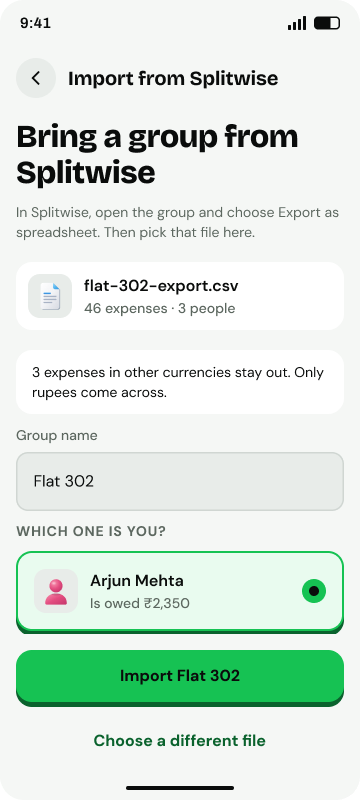 9:41
Import from Splitwise
Bring a group from
Splitwise
In Splitwise, open the group and choose Export as
spreadsheet. Then pick that file here.
flat-302-export.csv
46 expenses · 3 people
3 expenses in other currencies stay out. Only
rupees come across.
Group name
Flat 302
WHICH ONE IS YOU?
Arjun Mehta
Is owed ₹2,350
Import Flat 302
Choose a different file